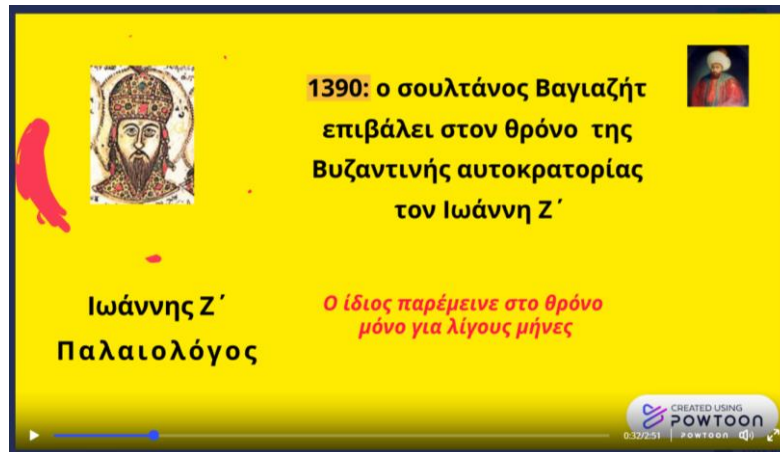 1390: ο σουλτάνος Βαγιαζήτ
επιβάλει στον θρόνο της
Βυζαντινής αυτοκρατορίας
τον Ιωάννη Ζ΄
Ιωάννης Ζ΄
Παλαιολόγος
Ο ίδιος παρέμεινε στο θρόνο
μόνο για λίγους μήνες
CREATED USING
POWTOON
0:32/2:51
POWTOON